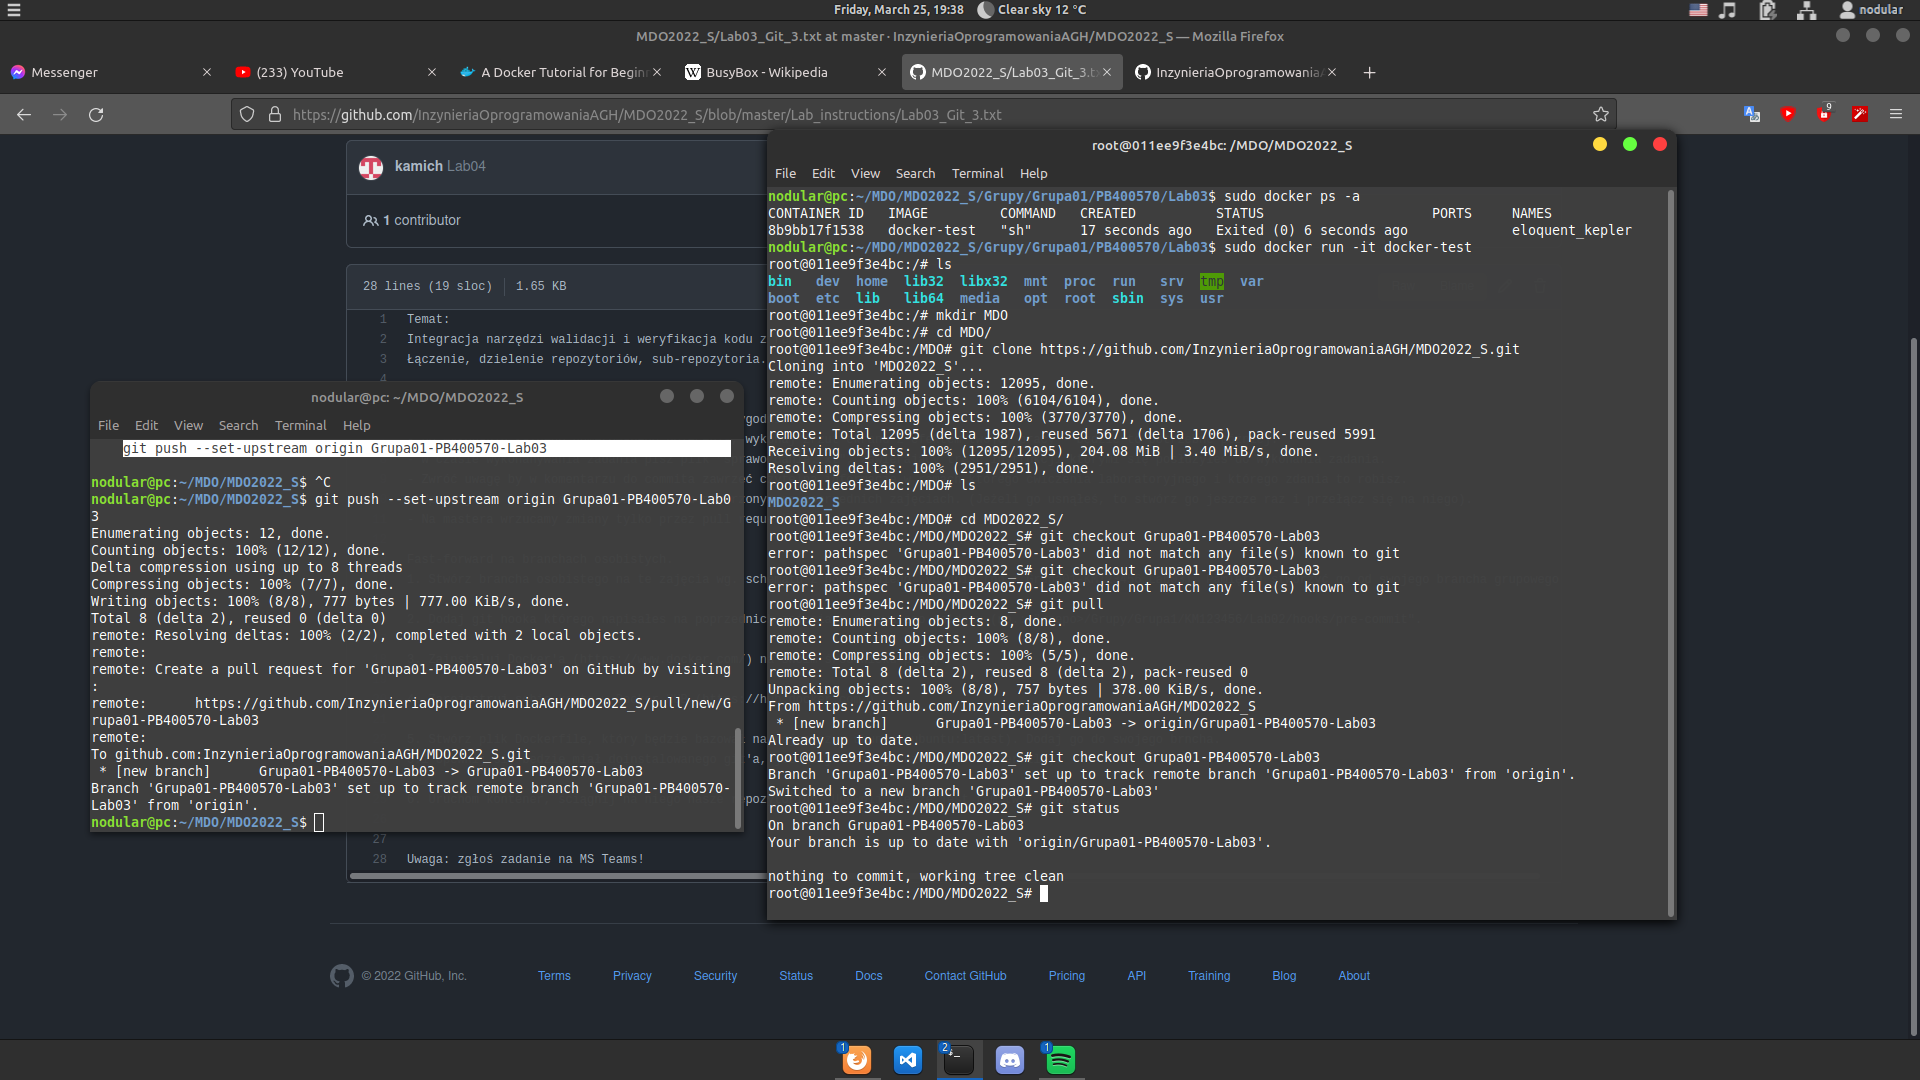 Friday, March 25, 19:38
Clear sky 12 °C
nodular
MDO2022_S/Lab03_Git_3.txt at master · InzynieriaOprogramowaniaAGH/MDO2022_S — Mozilla Firefox
Messenger
(233) YouTube
A Docker Tutorial for Begin
BusyBox - Wikipedia
MDO2022_S/Lab03_Git_3.t
InzynieriaOprogramowania
https://github.com/InzynieriaOprogramowaniaAGH/MDO2022_S/blob/master/Lab_instructions/Lab03_Git_3.txt
9
kamich Lab04
1 contributor
28 lines (19 sloc) 1.65 KB
1 Temat:
2 Integracja narzędzi walidacji i weryfikacja kodu z
3 Łączenie, dzielenie repozytoriów, sub-repozytoria.
4
27
28 Uwaga: zgłoś zadanie na MS Teams!
nodular@pc: ~/MDO/MDO2022_S
File Edit View Search Terminal Help
git push --set-upstream origin Grupa01-PB400570-Lab03
nodular@pc:~/MDO/MDO2022_S$ ^C
nodular@pc:~/MDO/MDO2022_S$ git push --set-upstream origin Grupa01-PB400570-Lab0
3
Enumerating objects: 12, done.
Counting objects: 100% (12/12), done.
Delta compression using up to 8 threads
Compressing objects: 100% (7/7), done.
Writing objects: 100% (8/8), 777 bytes | 777.00 KiB/s, done.
Total 8 (delta 2), reused 0 (delta 0)
remote: Resolving deltas: 100% (2/2), completed with 2 local objects.
remote:
remote: Create a pull request for 'Grupa01-PB400570-Lab03' on GitHub by visiting
:
remote:      https://github.com/InzynieriaOprogramowaniaAGH/MDO2022_S/pull/new/G
rupa01-PB400570-Lab03
remote:
To github.com:InzynieriaOprogramowaniaAGH/MDO2022_S.git
 * [new branch]      Grupa01-PB400570-Lab03 -> Grupa01-PB400570-Lab03
Branch 'Grupa01-PB400570-Lab03' set up to track remote branch 'Grupa01-PB400570-
Lab03' from 'origin'.
nodular@pc:~/MDO/MDO2022_S$
root@011ee9f3e4bc: /MDO/MDO2022_S
File Edit View Search Terminal Help
nodular@pc:~/MDO/MDO2022_S/Grupy/Grupa01/PB400570/Lab03$ sudo docker ps -a
CONTAINER ID   IMAGE         COMMAND   CREATED          STATUS                     PORTS     NAMES
8b9bb17f1538   docker-test   "sh"      17 seconds ago   Exited (0) 6 seconds ago             eloquent_kepler
nodular@pc:~/MDO/MDO2022_S/Grupy/Grupa01/PB400570/Lab03$ sudo docker run -it docker-test
root@011ee9f3e4bc:/# ls
bin   dev  home  lib32  libx32  mnt  proc  run   srv  tmp  var
boot  etc  lib   lib64  media   opt  root  sbin  sys  usr
root@011ee9f3e4bc:/# mkdir MDO
root@011ee9f3e4bc:/# cd MDO/
root@011ee9f3e4bc:/MDO# git clone https://github.com/InzynieriaOprogramowaniaAGH/MDO2022_S.git
Cloning into 'MDO2022_S'...
remote: Enumerating objects: 12095, done.
remote: Counting objects: 100% (6104/6104), done.
remote: Compressing objects: 100% (3770/3770), done.
remote: Total 12095 (delta 1987), reused 5671 (delta 1706), pack-reused 5991
Receiving objects: 100% (12095/12095), 204.08 MiB | 3.40 MiB/s, done.
Resolving deltas: 100% (2951/2951), done.
root@011ee9f3e4bc:/MDO# ls
MDO2022_S
root@011ee9f3e4bc:/MDO# cd MDO2022_S/
root@011ee9f3e4bc:/MDO/MDO2022_S# git checkout Grupa01-PB400570-Lab03
error: pathspec 'Grupa01-PB400570-Lab03' did not match any file(s) known to git
root@011ee9f3e4bc:/MDO/MDO2022_S# git checkout Grupa01-PB400570-Lab03
error: pathspec 'Grupa01-PB400570-Lab03' did not match any file(s) known to git
root@011ee9f3e4bc:/MDO/MDO2022_S# git pull
remote: Enumerating objects: 8, done.
remote: Counting objects: 100% (8/8), done.
remote: Compressing objects: 100% (5/5), done.
remote: Total 8 (delta 2), reused 8 (delta 2), pack-reused 0
Unpacking objects: 100% (8/8), 757 bytes | 378.00 KiB/s, done.
From https://github.com/InzynieriaOprogramowaniaAGH/MDO2022_S
 * [new branch]      Grupa01-PB400570-Lab03 -> origin/Grupa01-PB400570-Lab03
Already up to date.
root@011ee9f3e4bc:/MDO/MDO2022_S# git checkout Grupa01-PB400570-Lab03
Branch 'Grupa01-PB400570-Lab03' set up to track remote branch 'Grupa01-PB400570-Lab03' from 'origin'.
Switched to a new branch 'Grupa01-PB400570-Lab03'
root@011ee9f3e4bc:/MDO/MDO2022_S# git status
On branch Grupa01-PB400570-Lab03
Your branch is up to date with 'origin/Grupa01-PB400570-Lab03'.
nothing to commit, working tree clean
root@011ee9f3e4bc:/MDO/MDO2022_S#
© 2022 GitHub, Inc.
Terms
Privacy
Security
Status
Docs
Contact GitHub
Pricing
API
Training
Blog
About
1
2
1